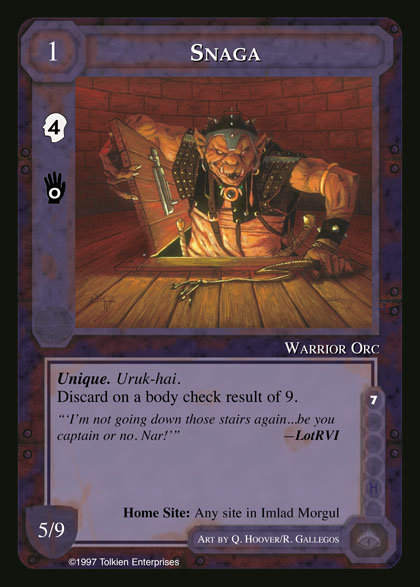 1
SNAGA
4
WARRIOR ORC
Unique. Uruk-hai.
Discard on a body check result of 9.
7
“‘I’m not going down those stairs again...be you
captain or no. Nar!’” –LotRVI
H
Home Site: Any site in Imlad Morgul
5/9
ART BY Q. HOOVER/R. GALLEGOS
©1997 Tolkien Enterprises